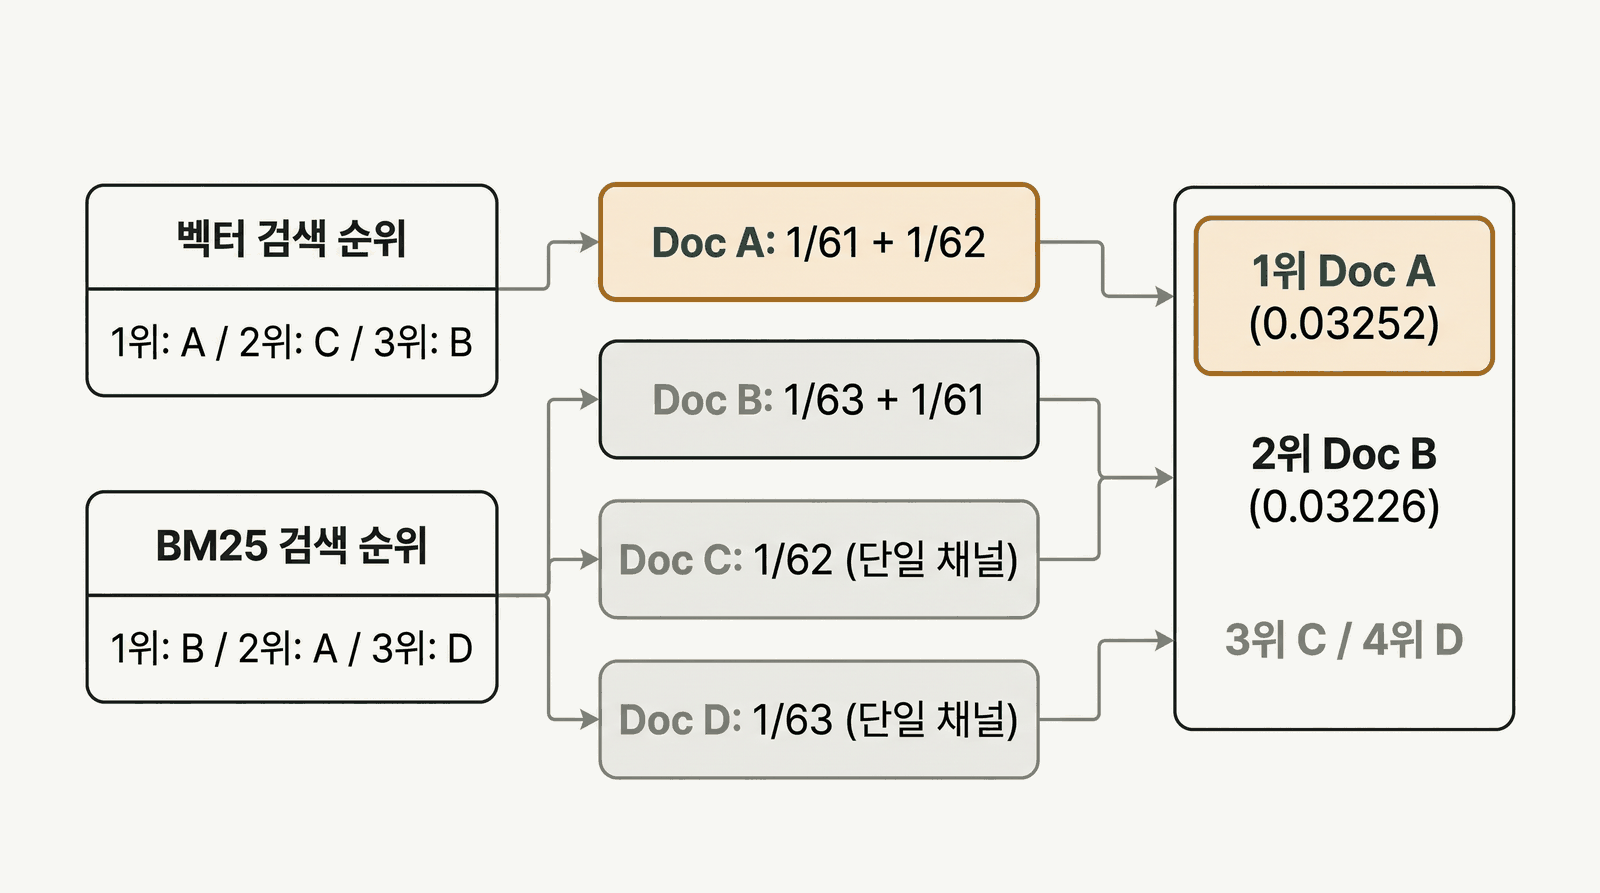 벡터 검색 순위
1위: A / 2위: C / 3위: B
BM25 검색 순위
1위: B / 2위: A / 3위: D
Doc A: 1/61 + 1/62
Doc B: 1/63 + 1/61
Doc C: 1/62 (단일 채널)
Doc D: 1/63 (단일 채널)
1위 Doc A
(0.03252)
2위 Doc B
(0.03226)
3위 C / 4위 D